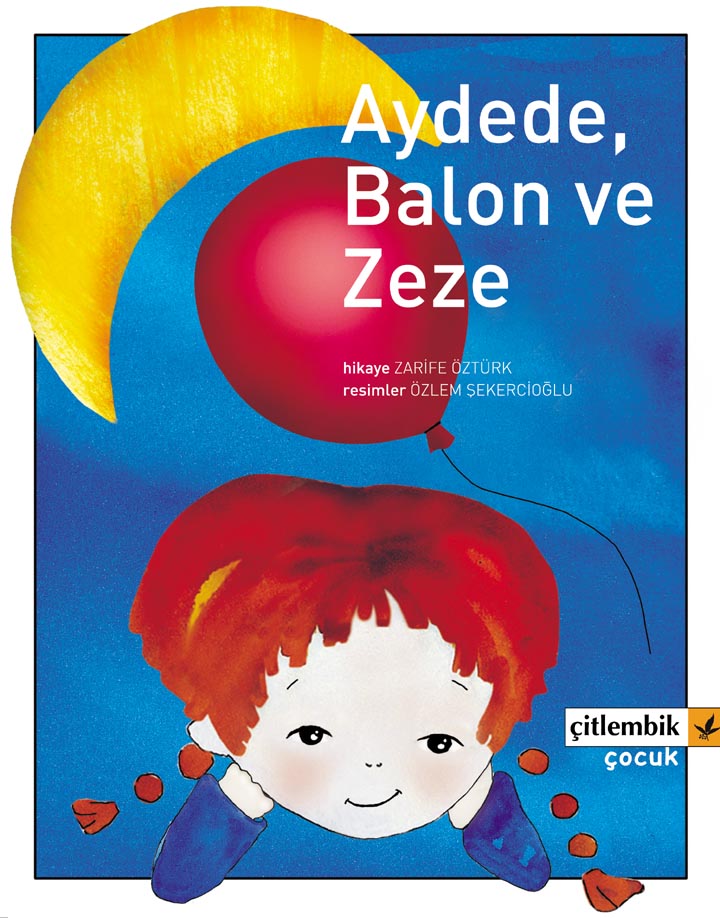 Aydede,
Balon ve
Zeze
hikaye ZARİFE ÖZTÜRK
resimler ÖZLEM ŞEKERCİOĞLU
çitlembik
çocuk